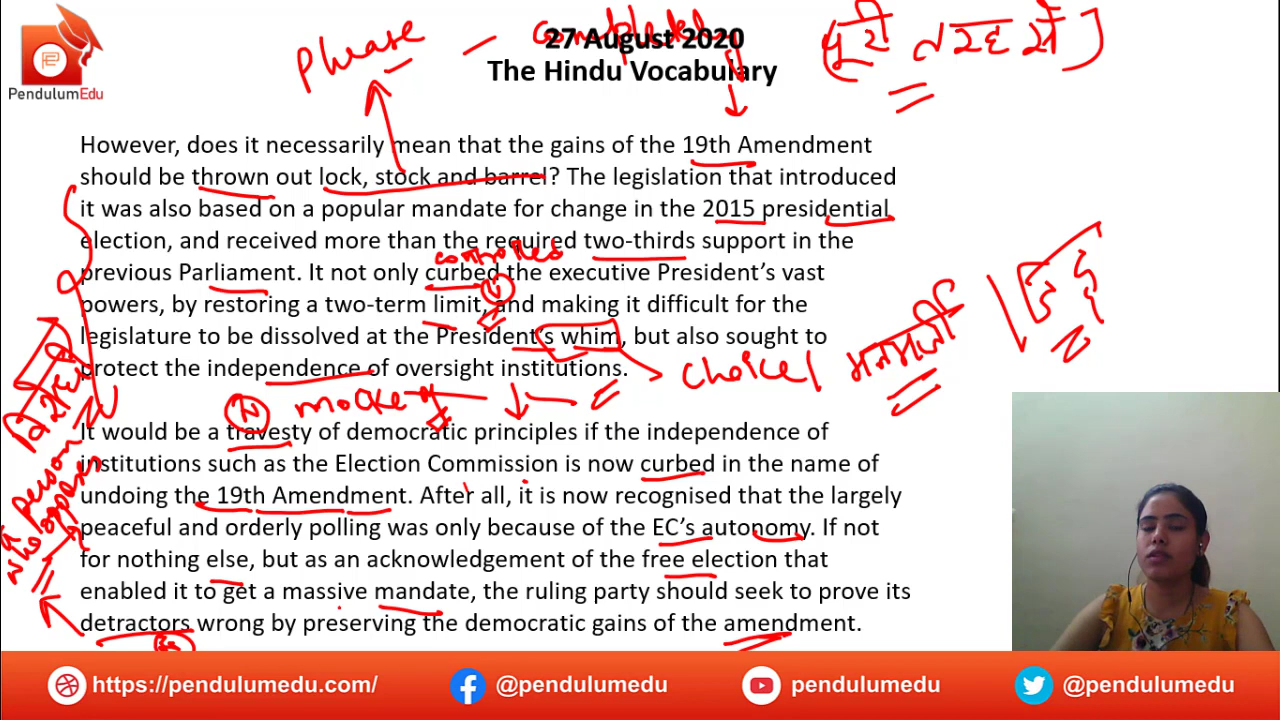 27 August 2020
The Hindu Vocabulary
PendulumEdu
Phrase – completely
(पूरी तरह से)
However, does it necessarily mean that the gains of the 19th Amendment
should be thrown out lock, stock and barrel? The legislation that introduced
it was also based on a popular mandate for change in the 2015 presidential
election, and received more than the required two-thirds support in the
controlled
previous Parliament. It not only curbed the executive President's vast
powers, by restoring a two-term limit, and making it difficult for the
legislature to be dissolved at the President's whim, but also sought to
protect the independence of oversight institutions.
choice/ मनमर्जी
mockery
It would be a travesty of democratic principles if the independence of
institutions such as the Election Commission is now curbed in the name of
undoing the 19th Amendment. After all, it is now recognised that the largely
peaceful and orderly polling was only because of the EC's autonomy. If not
for nothing else, but as an acknowledgement of the free election that
enabled it to get a massive mandate, the ruling party should seek to prove its
detractors wrong by preserving the democratic gains of the amendment.
a person
who opposes
https://pendulumedu.com/
@pendulumedu
pendulumedu
@pendulumedu